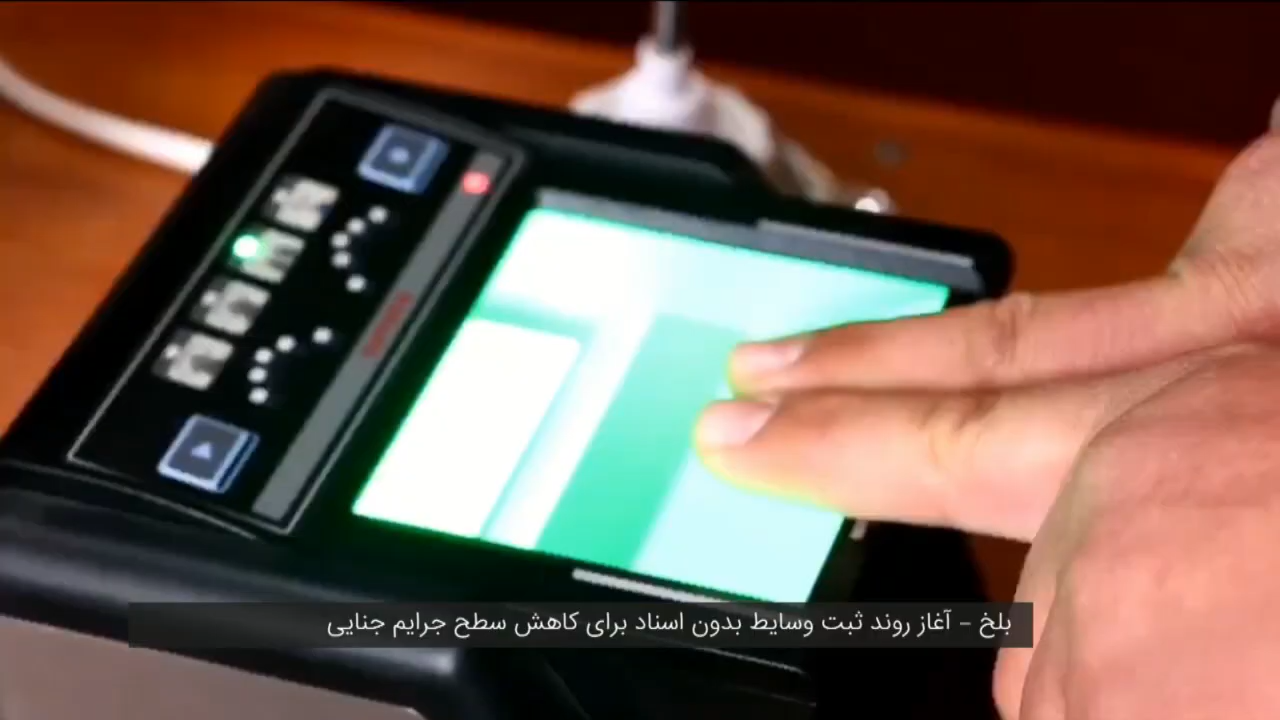 بلخ - آغاز روند ثبت وسایط بدون اسناد برای کاهش سطح جرایم جنایی